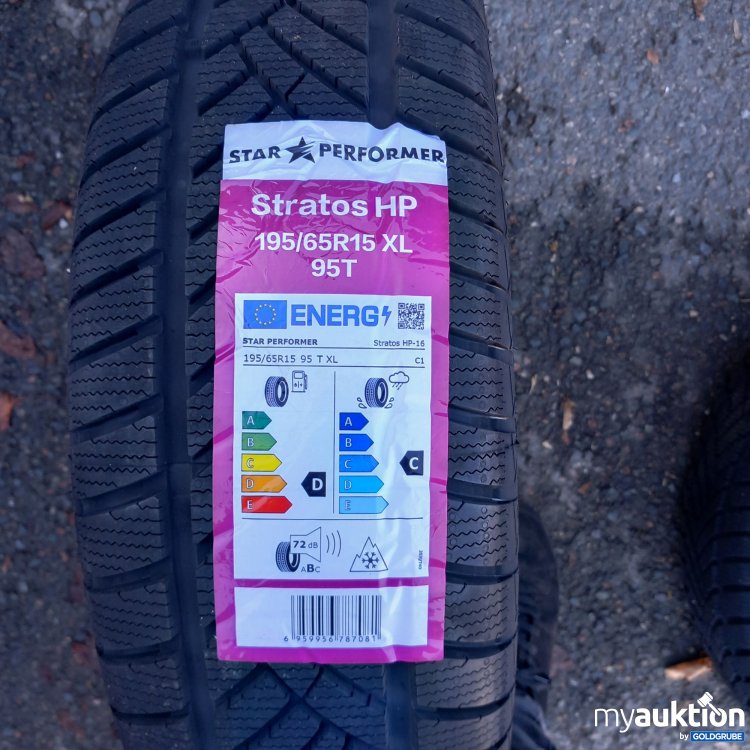 STAR PERFORMER
Stratos HP
195/65R15 XL
95T
ENERG
STAR PERFORMER Stratos HP-16
195/65R15 95 T XL C1
A A
B B
C C C
D D D
E E
72 dB
ABC
6 959956 787081
myauktion
by GOLDGRUBE